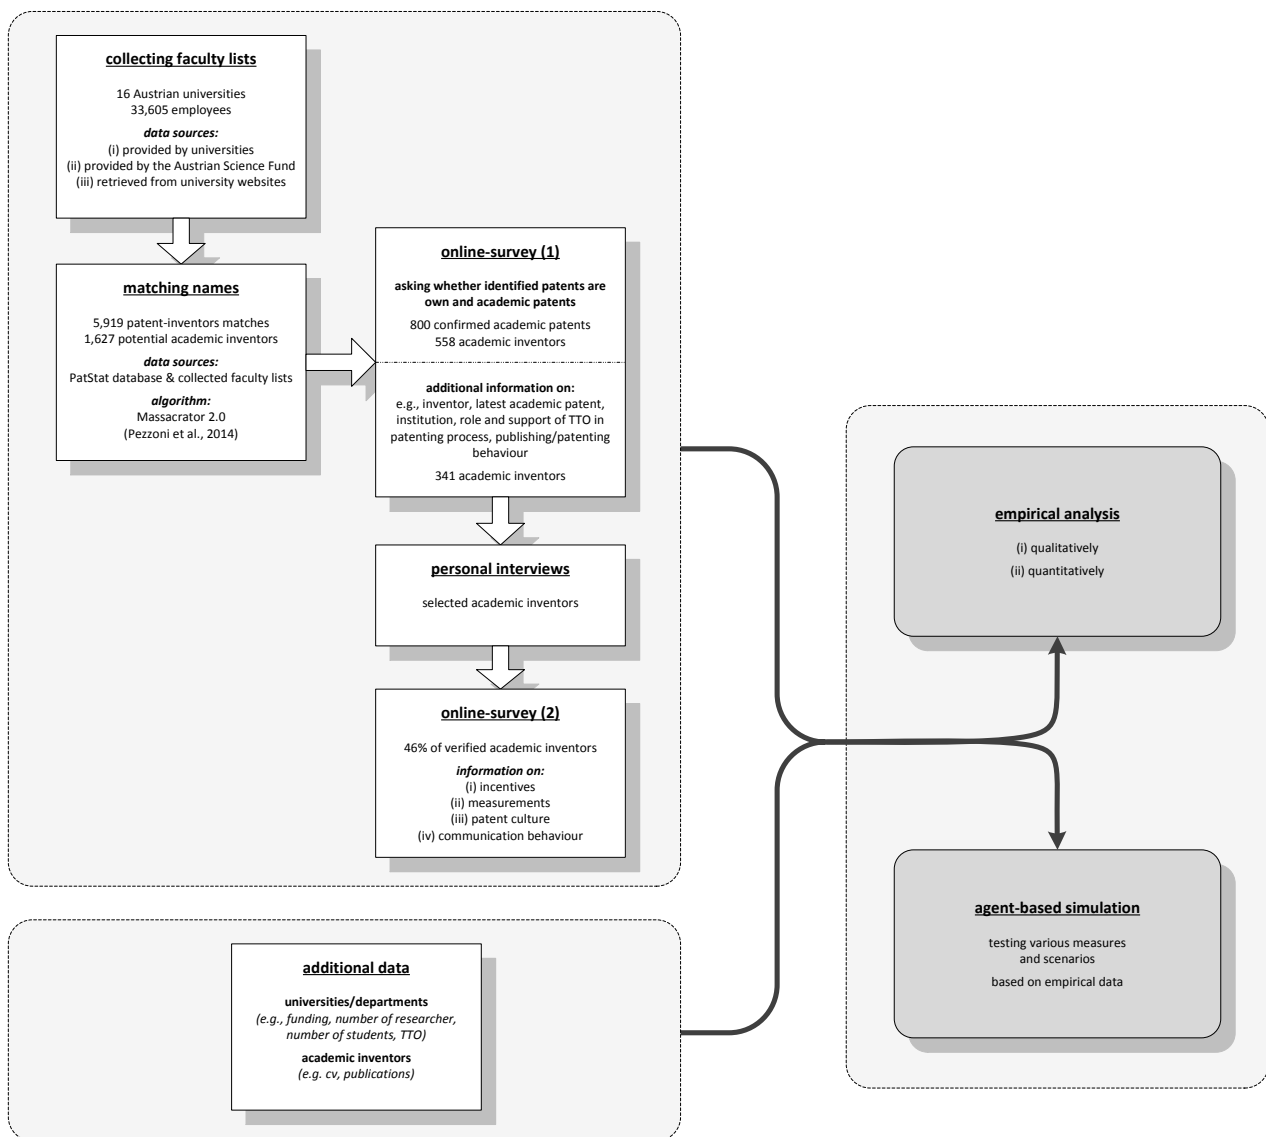 collecting faculty lists
16 Austrian universities
33,605 employees
data sources:
(i) provided by universities
(ii) provided by the Austrian Science Fund
(iii) retrieved from university websites
matching names
5,919 patent-inventors matches
1,627 potential academic inventors
data sources:
PatStat database & collected faculty lists
algorithm:
Massacrator 2.0
(Pezzoni et al., 2014)
online-survey (1)
asking whether identified patents are
own and academic patents
800 confirmed academic patents
558 academic inventors
additional information on:
e.g., inventor, latest academic patent,
institution, role and support of TTO in
patenting process, publishing/patenting
behaviour
341 academic inventors
personal interviews
selected academic inventors
online-survey (2)
46% of verified academic inventors
information on:
(i) incentives
(ii) measurements
(iii) patent culture
(iv) communication behaviour
additional data
universities/departments
(e.g., funding, number of researcher,
number of students, TTO)
academic inventors
(e.g. cv, publications)
empirical analysis
(i) qualitatively
(ii) quantitatively
agent-based simulation
testing various measures
and scenarios
based on empirical data